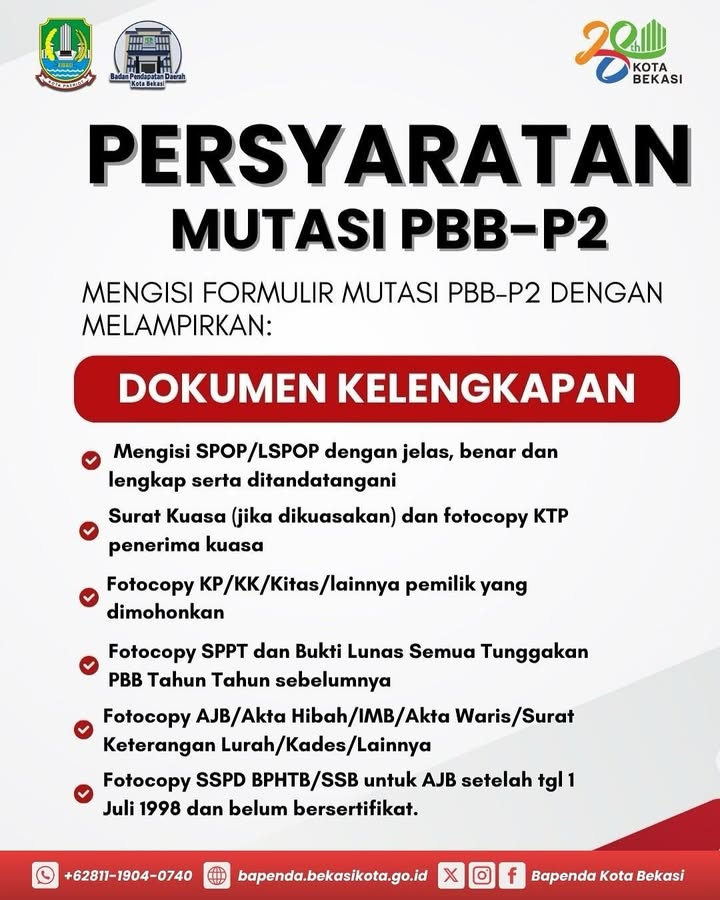 Badan Pendapatan Daerah
Kota Bekasi
28th
KOTA
BEKASI
PERSYARATAN
MUTASI PBB-P2
MENGISI FORMULIR MUTASI PBB-P2 DENGAN
MELAMPIRKAN:
DOKUMEN KELENGKAPAN
Mengisi SPOP/LSPOP dengan jelas, benar dan
lengkap serta ditandatangani
Surat Kuasa (jika dikuasakan) dan fotocopy KTP
penerima kuasa
Fotocopy KP/KK/Kitas/lainnya pemilik yang
dimohonkan
Fotocopy SPPT dan Bukti Lunas Semua Tunggakan
PBB Tahun Tahun sebelumnya
Fotocopy AJB/Akta Hibah/IMB/Akta Waris/Surat
Keterangan Lurah/Kades/Lainnya
Fotocopy SSPD BPHTB/SSB untuk AJB setelah tgl 1
Juli 1998 dan belum bersertifikat.
+62811-1904-0740
bapenda.bekasikota.go.id
Bapenda Kota Bekasi